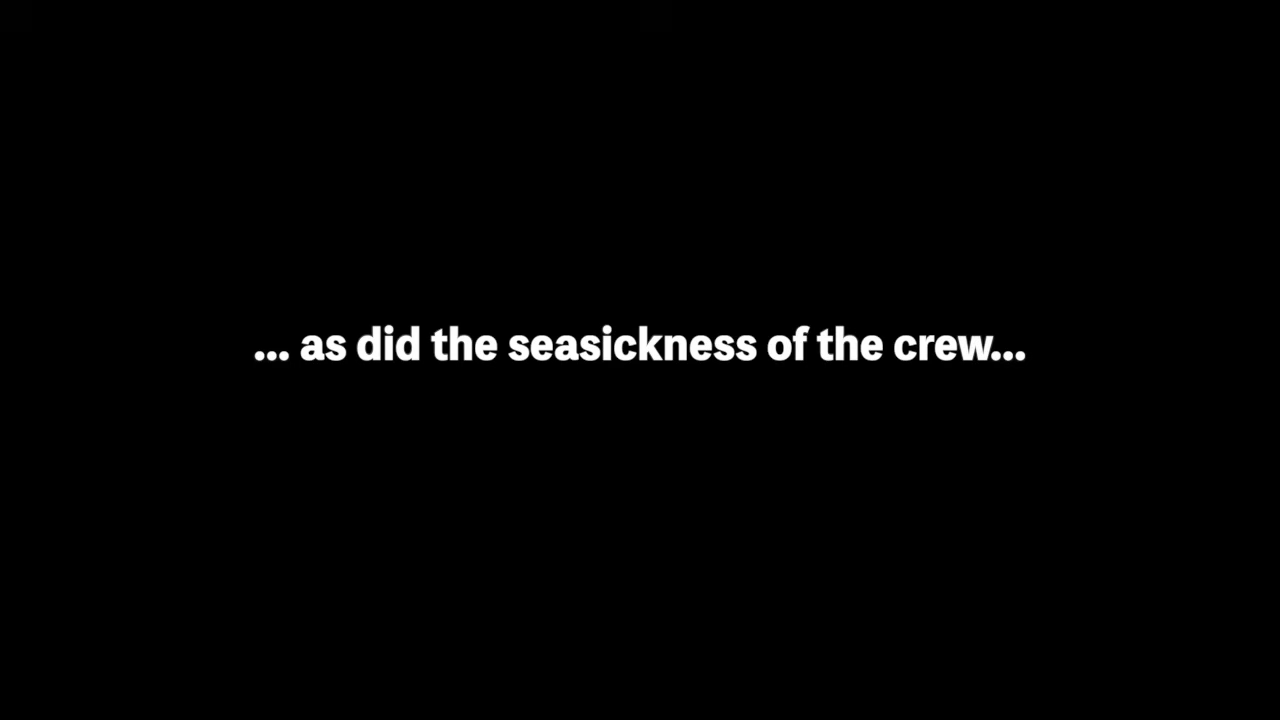 ... as did the seasickness of the crew...